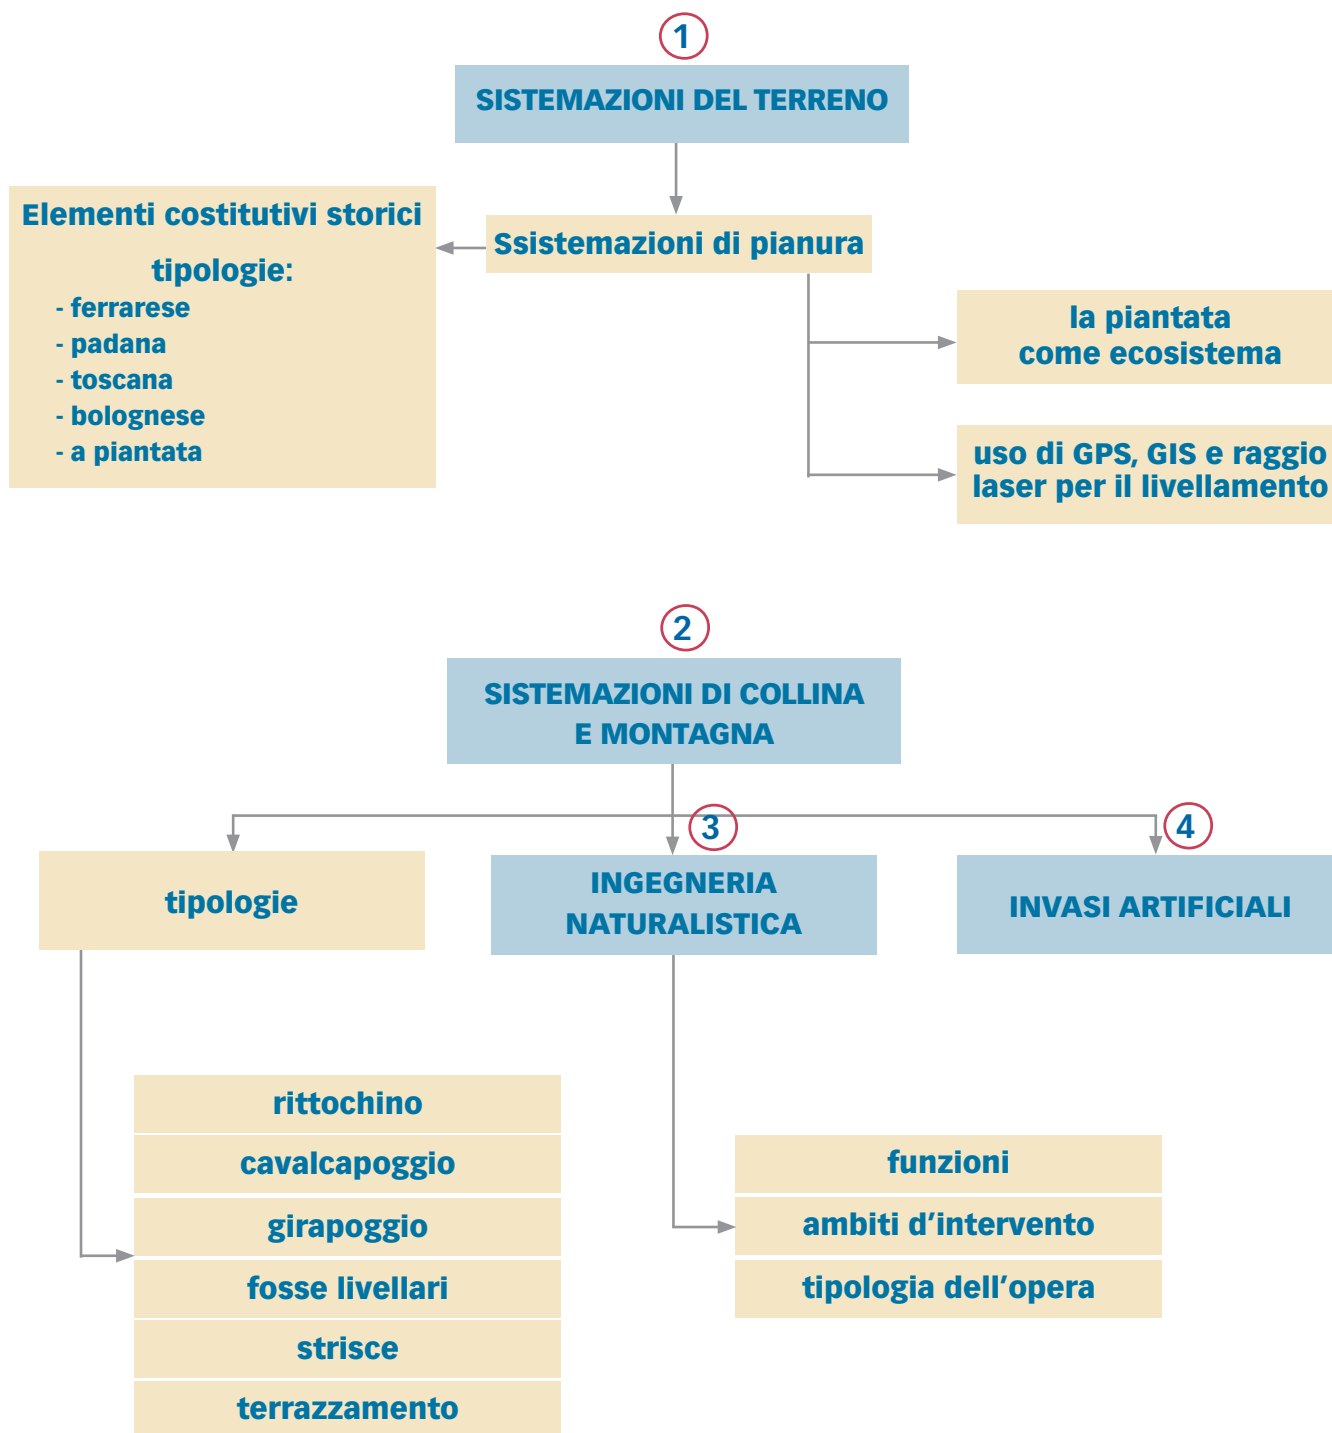 1
SISTEMAZIONI DEL TERRENO
Elementi costitutivi storici
tipologie:
- ferrarese
- padana
- toscana
- bolognese
- a piantata
Ssistemazioni di pianura
la piantata
come ecosistema
uso di GPS, GIS e raggio
laser per il livellamento
2
SISTEMAZIONI DI COLLINA
E MONTAGNA
tipologie
3
INGEGNERIA
NATURALISTICA
4
INVASI ARTIFICIALI
rittochino
cavalcapoggio
girapoggio
fosse livellari
strisce
terrazzamento
funzioni
ambiti d'intervento
tipologia dell'opera